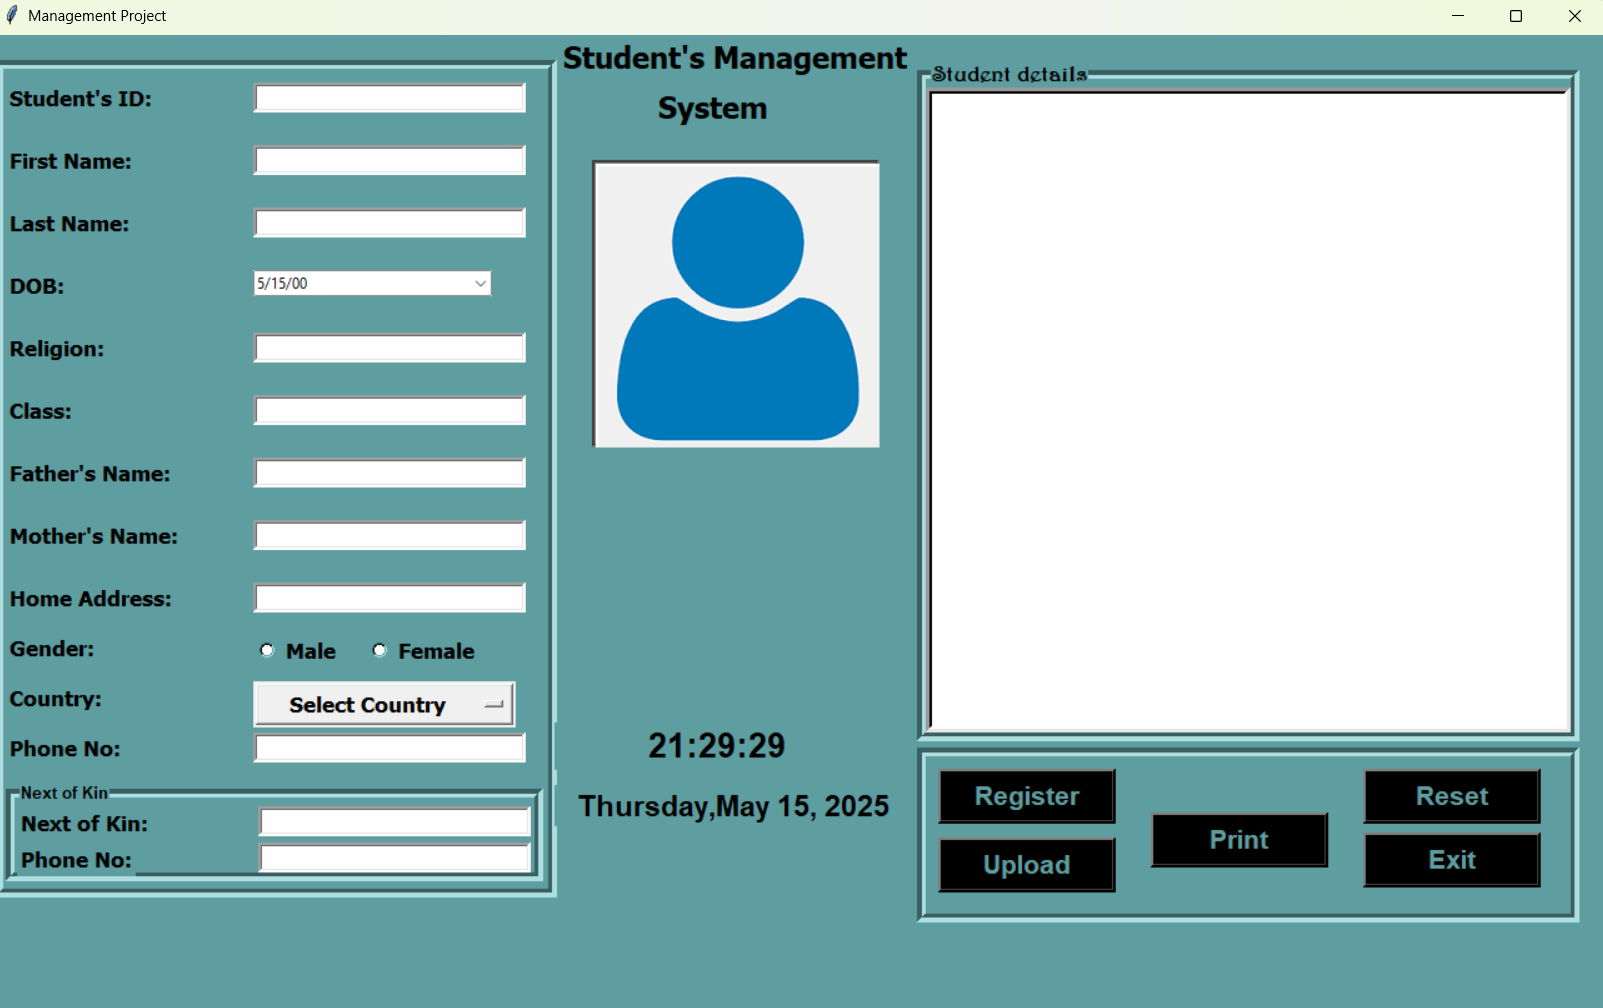 Management Project
Student's Management
System
Student's ID:
First Name:
Last Name:
DOB: 5/15/00
Religion:
Class:
Father's Name:
Mother's Name:
Home Address:
Gender: Male Female
Country: Select Country
Phone No:
Next of Kin
Next of Kin:
Phone No:
21:29:29
Thursday,May 15, 2025
Student details
Register
Upload
Print
Reset
Exit